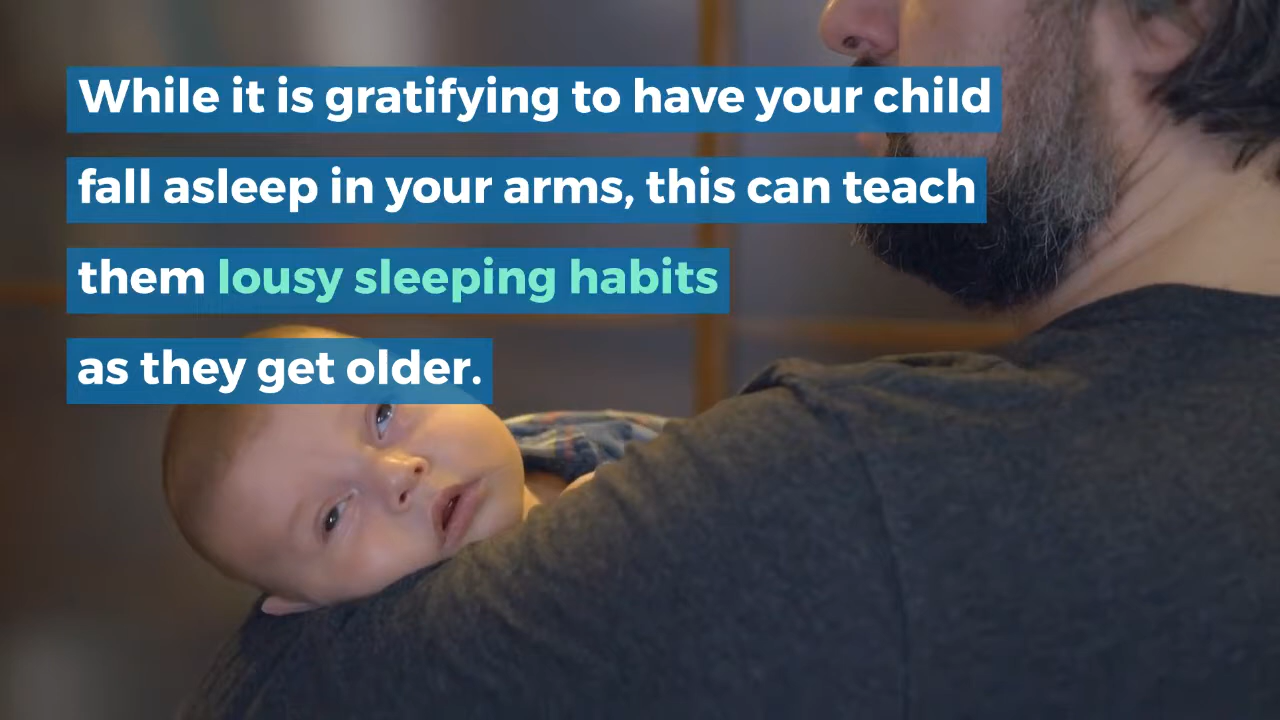 While it is gratifying to have your child
fall asleep in your arms, this can teach
them lousy sleeping habits
as they get older.